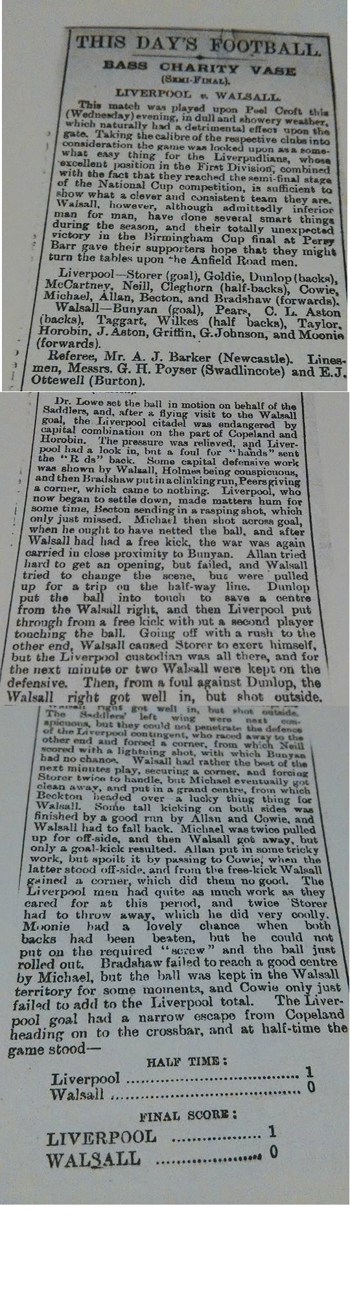 THIS DAY'S FOOTBALL.
BASS CHARITY VASE
(SEMI-FINAL).
LIVERPOOL v. WALSALL.
This match was played upon Peel Croft this
(Wednesday) evening, in dull and showery weather,
which naturally had a detrimental effect upon the
gate. Taking the calibre of the respective clubs into
consideration the game was looked upon as a some-
what easy thing for the Liverpudlians, whose
excellent position in the First Division, combined
with the fact that they reached the semi-final stage
of the National Cup competition, is sufficient to
show what a clever and consistent team they are.
Walsall, however, although admittedly inferior
man for man, have done several smart things
during the season, and their totally unexpected
victory in the Birmingham Cup final at Perry
Barr gave their supporters hope that they might
turn the tables upon the Anfield Road men.
Liverpool—Storer (goal), Goldie, Dunlop (backs),
McCartney, Neill, Cleghorn (half-backs), Cowie,
Michael, Allan, Becton, and Bradshaw (forwards).
Walsall—Bunyan (goal), Pears, C. L. Aston
(backs), Taggart, Wilkes (half backs), Taylor,
Horobin, J. Aston, Griffin, G. Johnson, and Moonie
(forwards).
Referee, Mr. A. J. Barker (Newcastle). Lines-
men, Messrs. G. H. Poyser (Swadlincote) and E.J.
Ottewell (Burton).
Dr. Lowe set the ball in motion on behalf of the
Saddlers, and, after a flying visit to the Walsall
goal, the Liverpool citadel was endangered by
capital combination on the part of Copeland and
Horobin. The pressure was relieved, and Liver-
pool had a look in, but a foul for "hands" sent
the "R ds" back. Some capital defensive work
was shown by Walsall, Holmes being conspicuous,
and then Bradshaw put in a clinking run, Peers giving
a corner, which came to nothing. Liverpool, who
now began to settle down, made matters hum for
some time, Becton sending in a rasping shot, which
only just missed. Michael then shot across goal,
when he ought to have netted the ball, and after
Walsall had had a free kick, the war was again
carried in close proximity to Bunyan. Allan tried
hard to get an opening, but failed, and Walsall
tried to change the scene, but were pulled
up for a trip on the half-way line. Dunlop
put the ball into touch to save a centre
from the Walsall right, and then Liverpool put
through from a free kick without a second player
touching the ball. Going off with a rush to the
other end, Walsall caused Storer to exert himself,
but the Liverpool custodian was all there, and for
the next minute or two Walsall were kept on the
defensive. Then, from a foul against Dunlop, the
Walsall right got well in, but shot outside.
Walsall right got well in, but shot outside.
The Saddlers' left wing were next con-
spicuous, but they could not penetrate the defence
of the Liverpool contingent, who raced away to the
other end and forced a corner, from which Neill
scored with a lightning shot, with which Bunyan
had no chance. Walsall had rather the best of the
next minutes play, securing a corner, and forcing
Storer twice to handle, but Michael eventually got
clean away, and put in a grand centre, from which
Beckton headed over a lucky thing thing for
Walsall. Some tall kicking on both sides was
finished by a good run by Allan and Cowie, and
Walsall had to fall back. Michael was twice pulled
up for off-side, and then Walsall got away, but
only a goal-kick resulted. Allan put in some tricky
work, but spoilt it by passing to Cowie, when the
latter stood off-side, and from the free-kick Walsall
gained a corner, which did them no good. The
Liverpool men had quite as much work as they
cared for at this period, and twice Storer
had to throw away, which he did very coolly.
Moonie had a lovely chance when both
backs had been beaten, but he could not
put on the required "screw" and the ball just
rolled out. Bradshaw failed to reach a good centre
by Michael, but the ball was kept in the Walsall
territory for some moments, and Cowie only just
failed to add to the Liverpool total. The Liver-
pool goal had a narrow escape from Copeland
heading on to the crossbar, and at half-time the
game stood—
HALF TIME:
Liverpool ........................................ 1
Walsall ............................................ 0
FINAL SCORE:
LIVERPOOL .................. 1
WALSALL ..................... 0